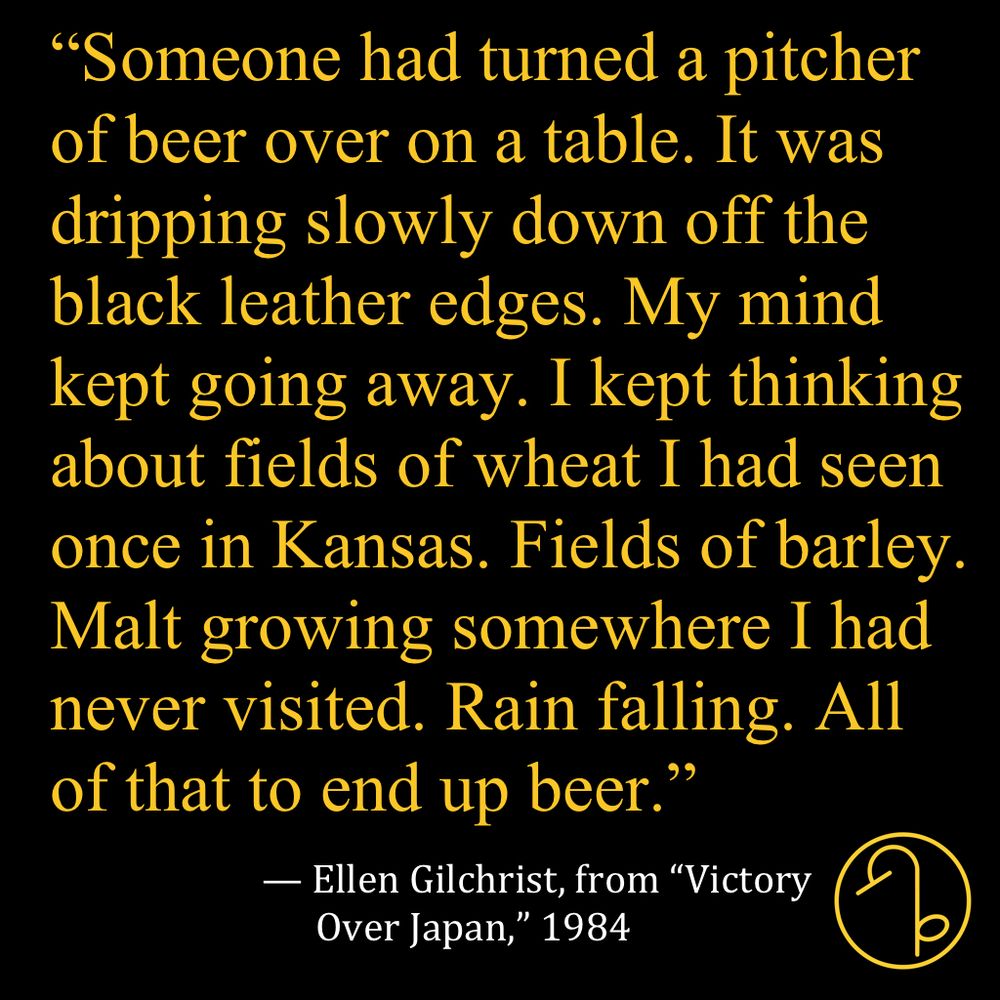 “Someone had turned a pitcher
of beer over on a table. It was
dripping slowly down off the
black leather edges. My mind
kept going away. I kept thinking
about fields of wheat I had seen
once in Kansas. Fields of barley.
Malt growing somewhere I had
never visited. Rain falling. All
of that to end up beer.”
— Ellen Gilchrist, from “Victory
Over Japan,” 1984